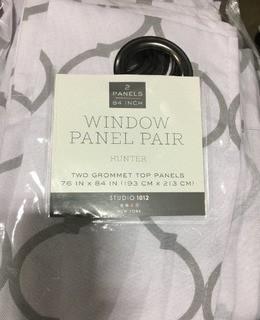 2
PANELS
84 INCH
WINDOW
PANEL PAIR
HUNTER
TWO GROMMET TOP PANELS
76 IN x 84 IN (193 CM x 213 CM)
STUDIO 1012
NEW YORK